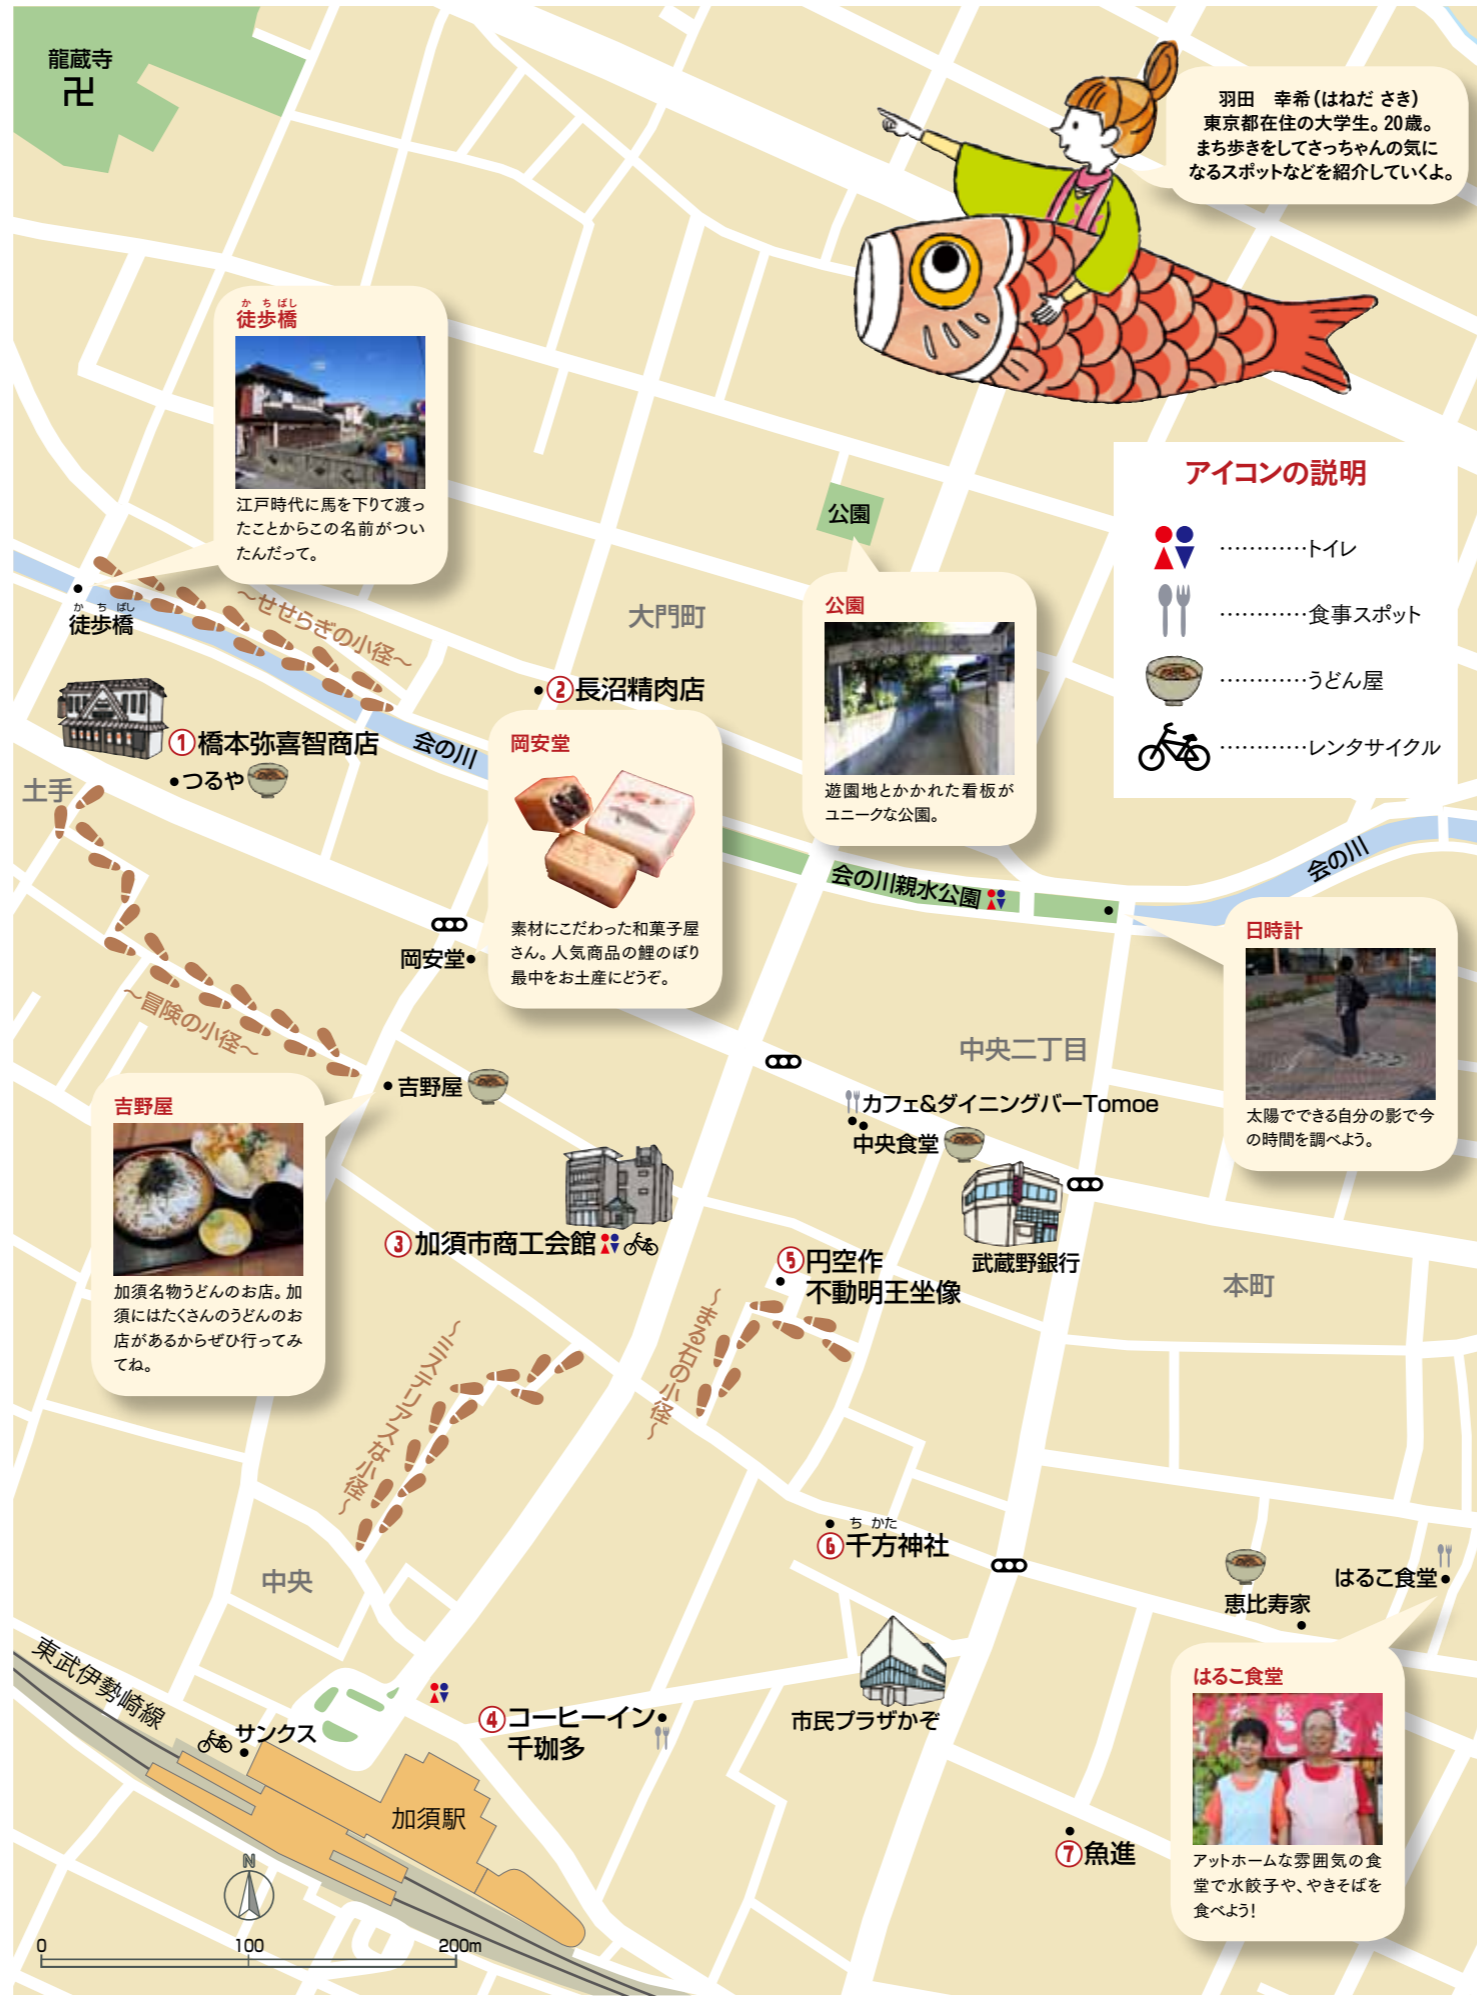 龍蔵寺
卍
羽田　幸希(はねだ さき)
東京都在住の大学生。20歳。
まち歩きをしてさっちゃんの気に
なるスポットなどを紹介していくよ。
か ち ばし
徒歩橋
江戸時代に馬を下りて渡っ
たことからこの名前がつい
たんだって。
アイコンの説明
…………トイレ
…………食事スポット
…………うどん屋
…………レンタサイクル
公園
公園
遊園地とかかれた看板が
ユニークな公園。
か ち ばし
徒歩橋
～せせらぎの小径～
大門町
②長沼精肉店
①橋本弥喜智商店
つるや
会の川
土手
岡安堂
素材にこだわった和菓子屋
さん。人気商品の鯉のぼり
最中をお土産にどうぞ。
会の川親水公園
会の川
日時計
太陽でできる自分の影で今
の時間を調べよう。
岡安堂
～冒険の小径～
中央二丁目
吉野屋
カフェ&ダイニングバーTomoe
中央食堂
吉野屋
加須名物うどんのお店。加
須にはたくさんのうどんのお
店があるからぜひ行ってみ
てね。
③加須市商工会館
⑤円空作
不動明王坐像
武蔵野銀行
本町
～まる石の小径～
～ミステリアスな小径～
ち かた
⑥千方神社
中央
恵比寿家
はるこ食堂
はるこ食堂
アットホームな雰囲気の食
堂で水餃子や、やきそばを
食べよう!
東武伊勢崎線
サンクス
④コーヒーイン
千珈多
市民プラザかぞ
加須駅
⑦魚進
N
0 100 200m